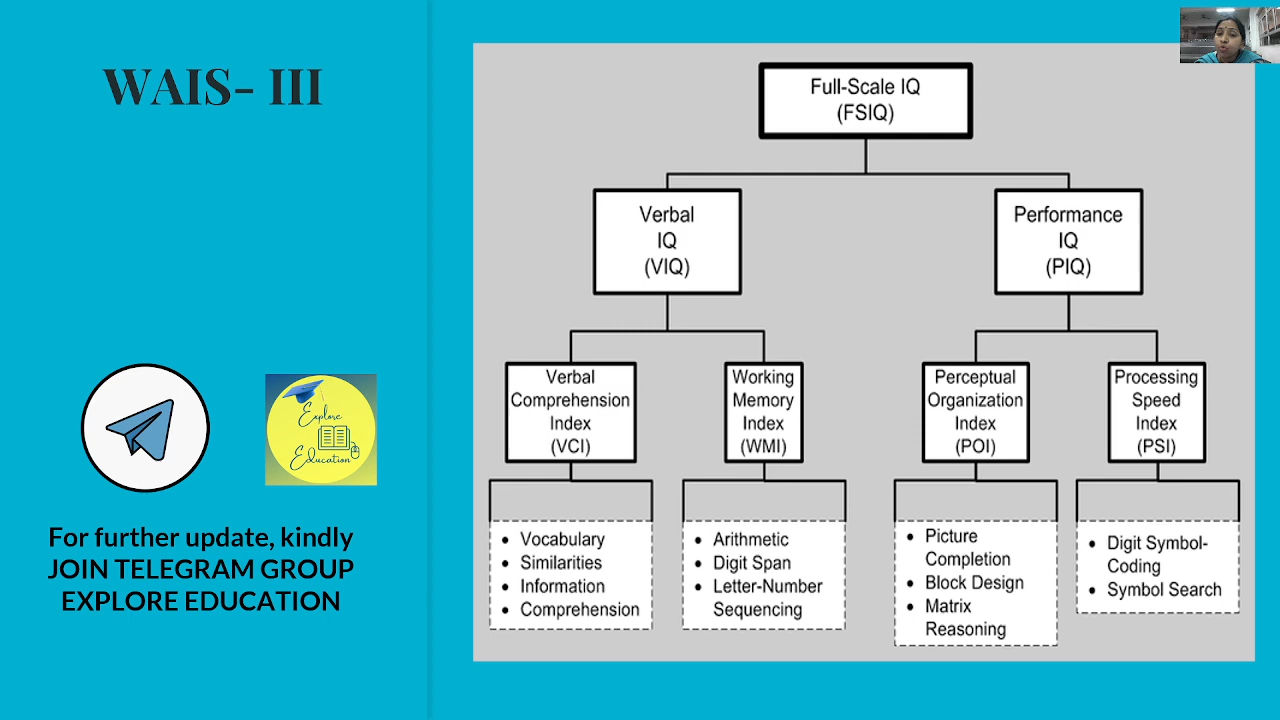 WAIS- III
Explore
Education
For further update, kindly
JOIN TELEGRAM GROUP
EXPLORE EDUCATION
Full-Scale IQ
(FSIQ)
Verbal
IQ
(VIQ)
Performance
IQ
(PIQ)
Verbal
Comprehension
Index
(VCI)
Working
Memory
Index
(WMI)
Perceptual
Organization
Index
(POI)
Processing
Speed
Index
(PSI)
• Vocabulary
• Similarities
• Information
• Comprehension
• Arithmetic
• Digit Span
• Letter-Number
Sequencing
• Picture
Completion
• Block Design
• Matrix
Reasoning
• Digit Symbol-
Coding
• Symbol Search